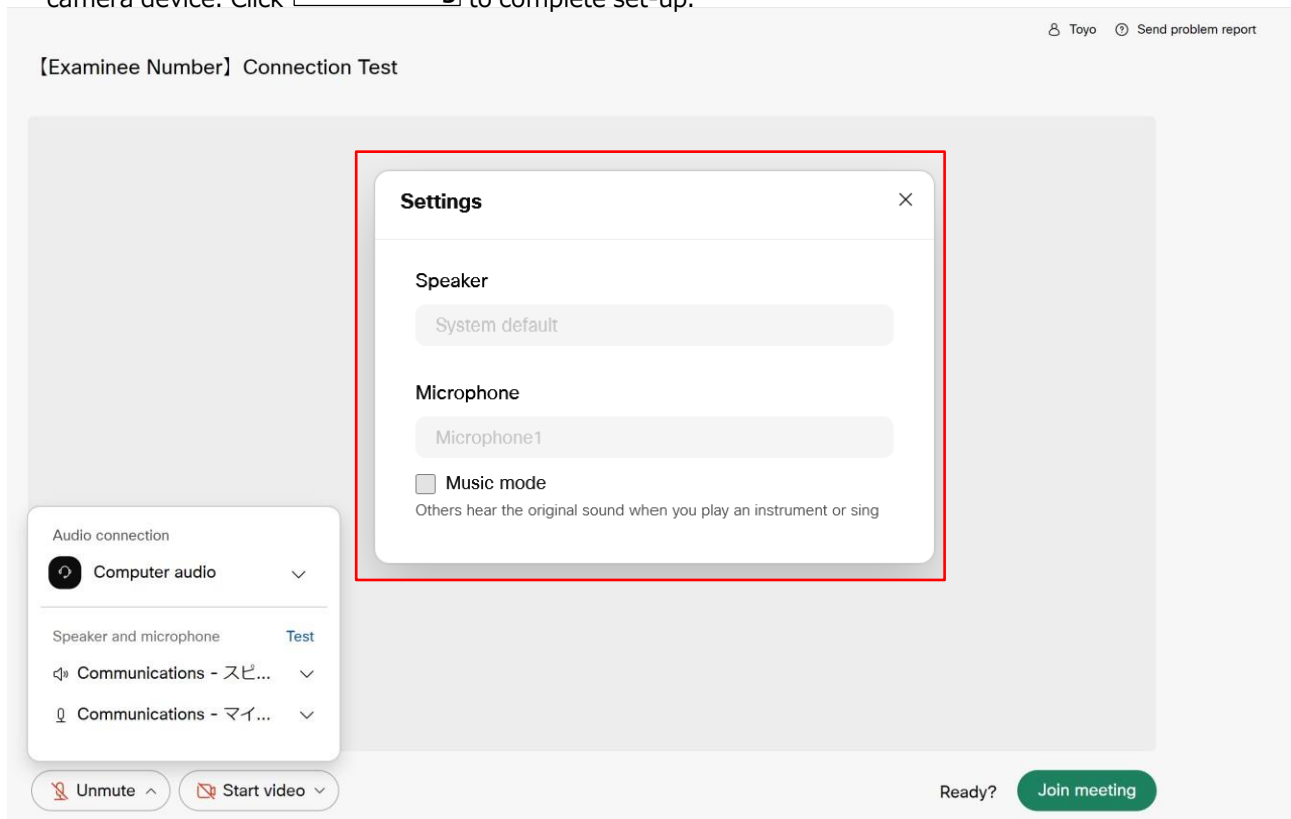 camera device. Click to complete set-up.
Toyo Send problem report
【Examinee Number】Connection Test
Settings
Speaker
System default
Microphone
Microphone1
Music mode
Others hear the original sound when you play an instrument or sing
Audio connection
Computer audio
Speaker and microphone Test
Communications - スピ...
Communications - マイ...
Unmute Start video Ready? Join meeting